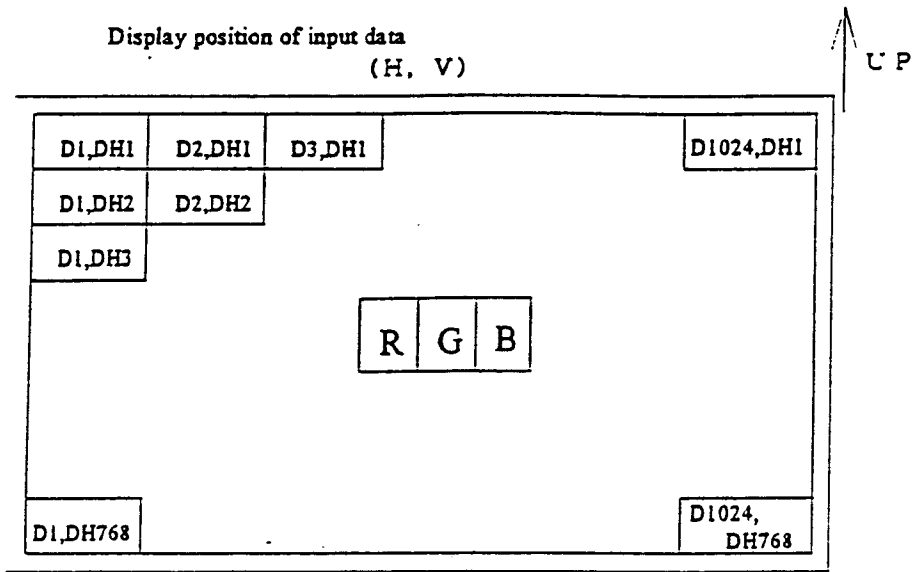 Display position of input data
(H, V)
UP
D1,DH1 D2,DH1 D3,DH1 D1024,DH1
D1,DH2 D2,DH2
D1,DH3
R G B
D1,DH768 D1024,
DH768